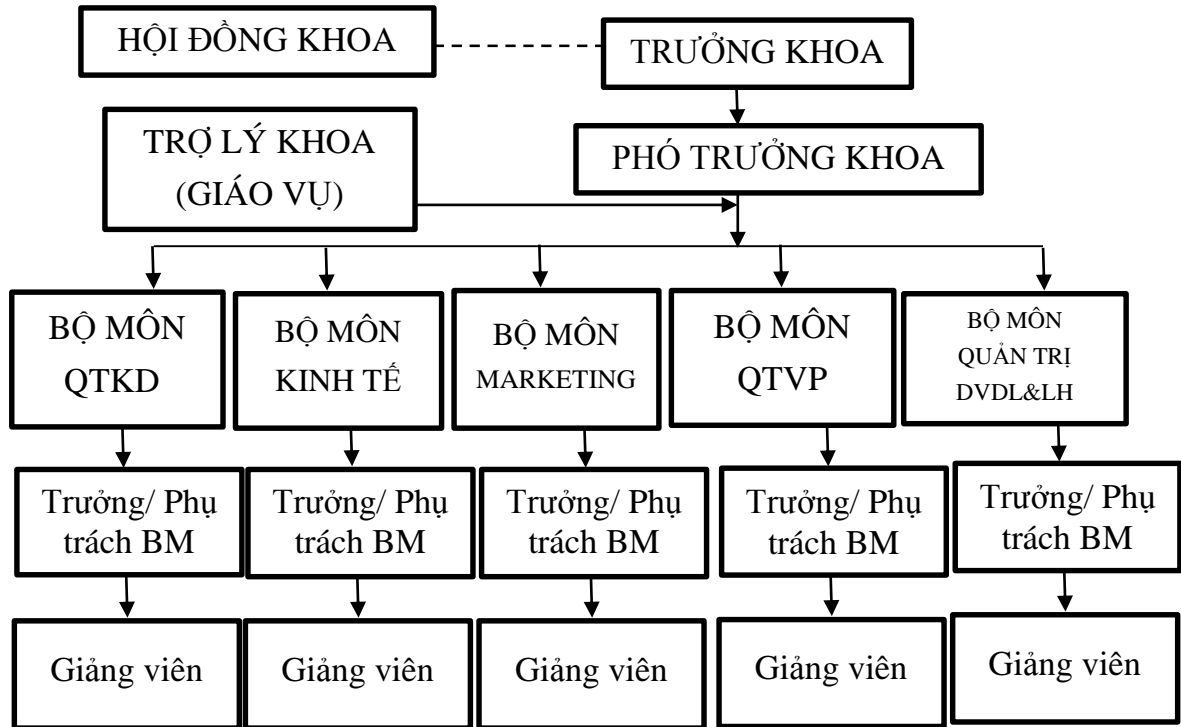 HỘI ĐỒNG KHOA
TRƯỞNG KHOA
TRỢ LÝ KHOA
(GIÁO VỤ)
PHÓ TRƯỞNG KHOA
BỘ MÔN
QTKD
BỘ MÔN
KINH TẾ
BỘ MÔN
MARKETING
BỘ MÔN
QTVP
BỘ MÔN
QUẢN TRỊ
DVDL&LH
Trưởng/ Phụ
trách BM
Trưởng/ Phụ
trách BM
Trưởng/ Phụ
trách BM
Trưởng/ Phụ
trách BM
Trưởng/ Phụ
trách BM
Giảng viên
Giảng viên
Giảng viên
Giảng viên
Giảng viên